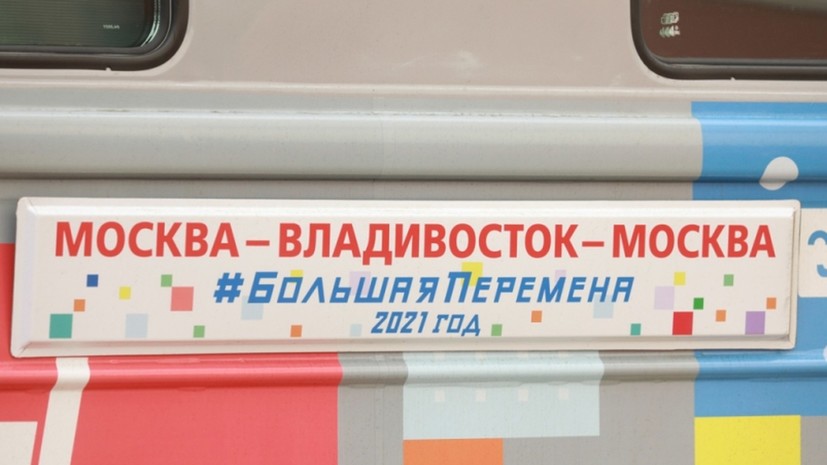 МОСКВА – ВЛАДИВОСТОК – МОСКВА
#БОЛЬШАЯПЕРЕМЕНА
2021 ГОД